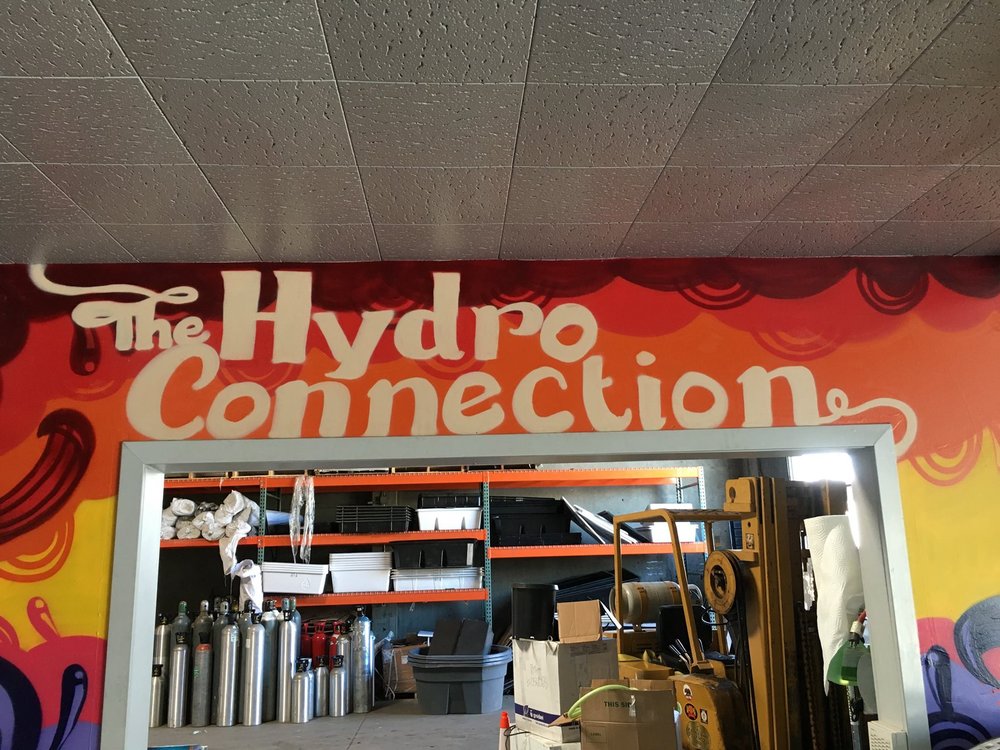 The Hydro
Connection
THIS SIDE